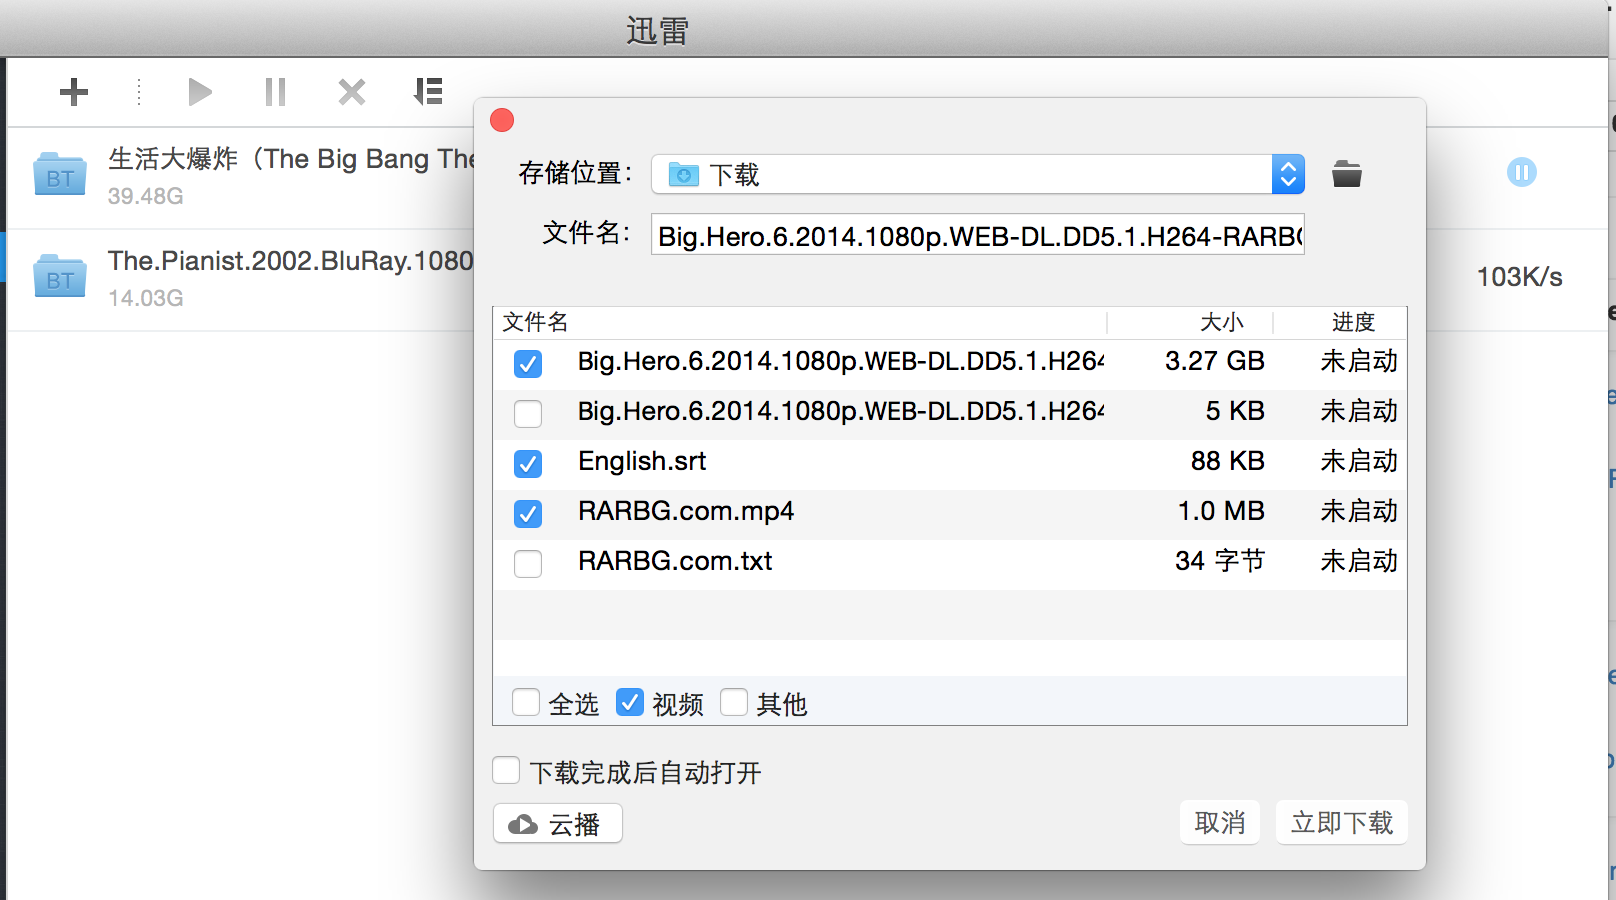 迅雷
生活大爆炸（The Big Bang The
39.48G
BT
The.Pianist.2002.BluRay.1080
14.03G
BT
103K/s
存储位置：
下载
文件名：
Big.Hero.6.2014.1080p.WEB-DL.DD5.1.H264-RARB
文件名 大小 进度
Big.Hero.6.2014.1080p.WEB-DL.DD5.1.H264 3.27 GB 未启动
Big.Hero.6.2014.1080p.WEB-DL.DD5.1.H264 5 KB 未启动
English.srt 88 KB 未启动
RARBG.com.mp4 1.0 MB 未启动
RARBG.com.txt 34 字节 未启动
全选 视频 其他
下载完成后自动打开
云播 取消 立即下载